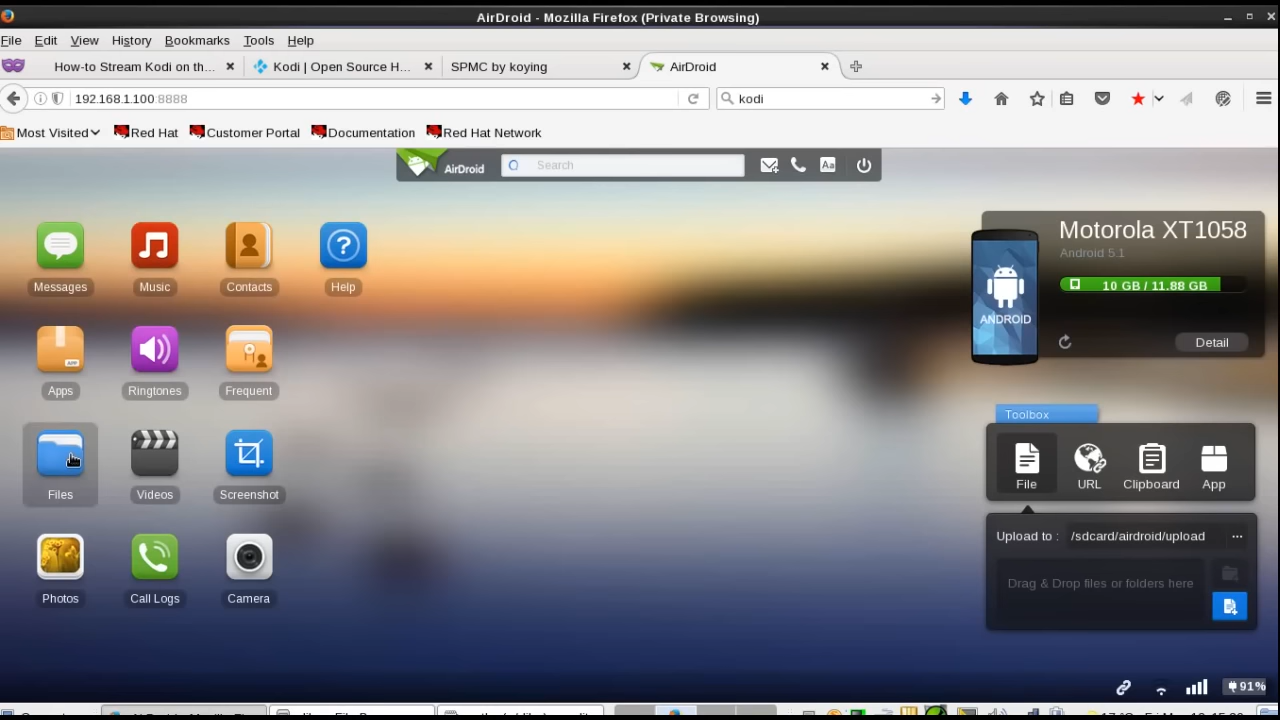 AirDroid - Mozilla Firefox (Private Browsing)
File Edit View History Bookmarks Tools Help
How-to Stream Kodi on th... Kodi | Open Source H... SPMC by koying AirDroid
192.168.1.100:8888 kodi
Most Visited Red Hat Customer Portal Documentation Red Hat Network
AirDroid Search Aa
Motorola XT1058
Android 5.1
10 GB / 11.88 GB
ANDROID
Detail
Messages Music Contacts Help
APP
Apps Ringtones Frequent
Toolbox
File URL Clipboard App
Files Videos Screenshot
Upload to : /sdcard/airdroid/upload ...
Drag & Drop files or folders here
Photos Call Logs Camera
91%